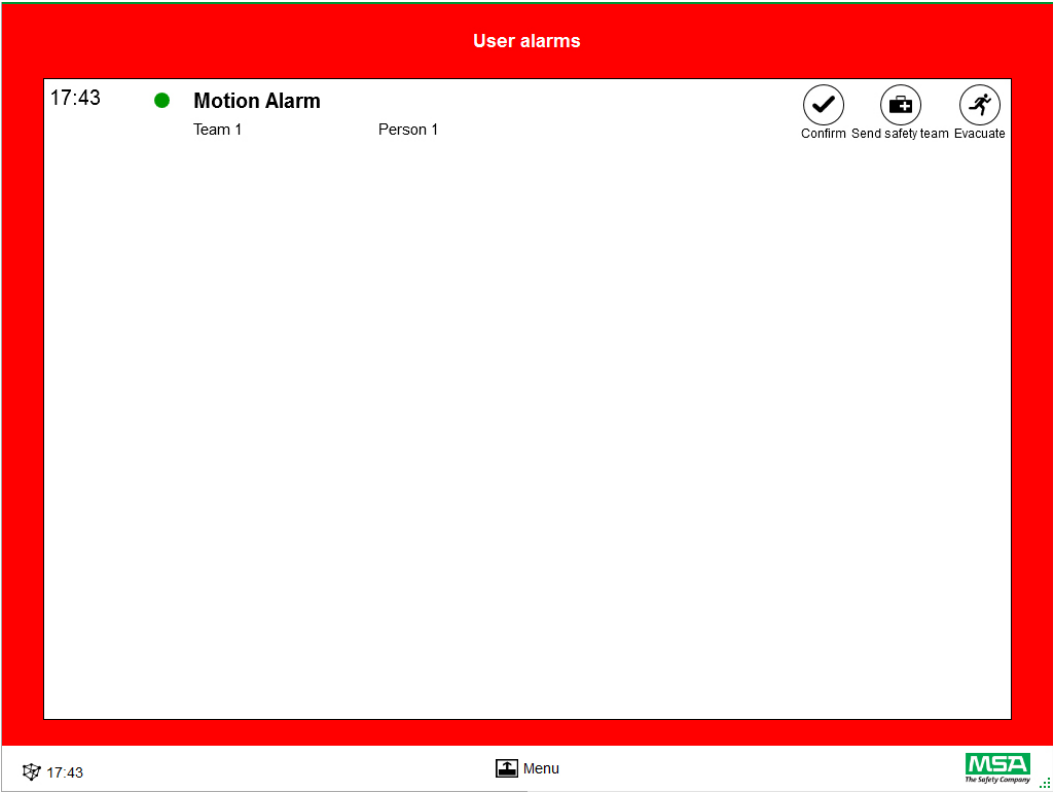 User alarms
17:43
Motion Alarm
Team 1 Person 1
Confirm Send safety team Evacuate
17:43 Menu
MSA
The Safety Company